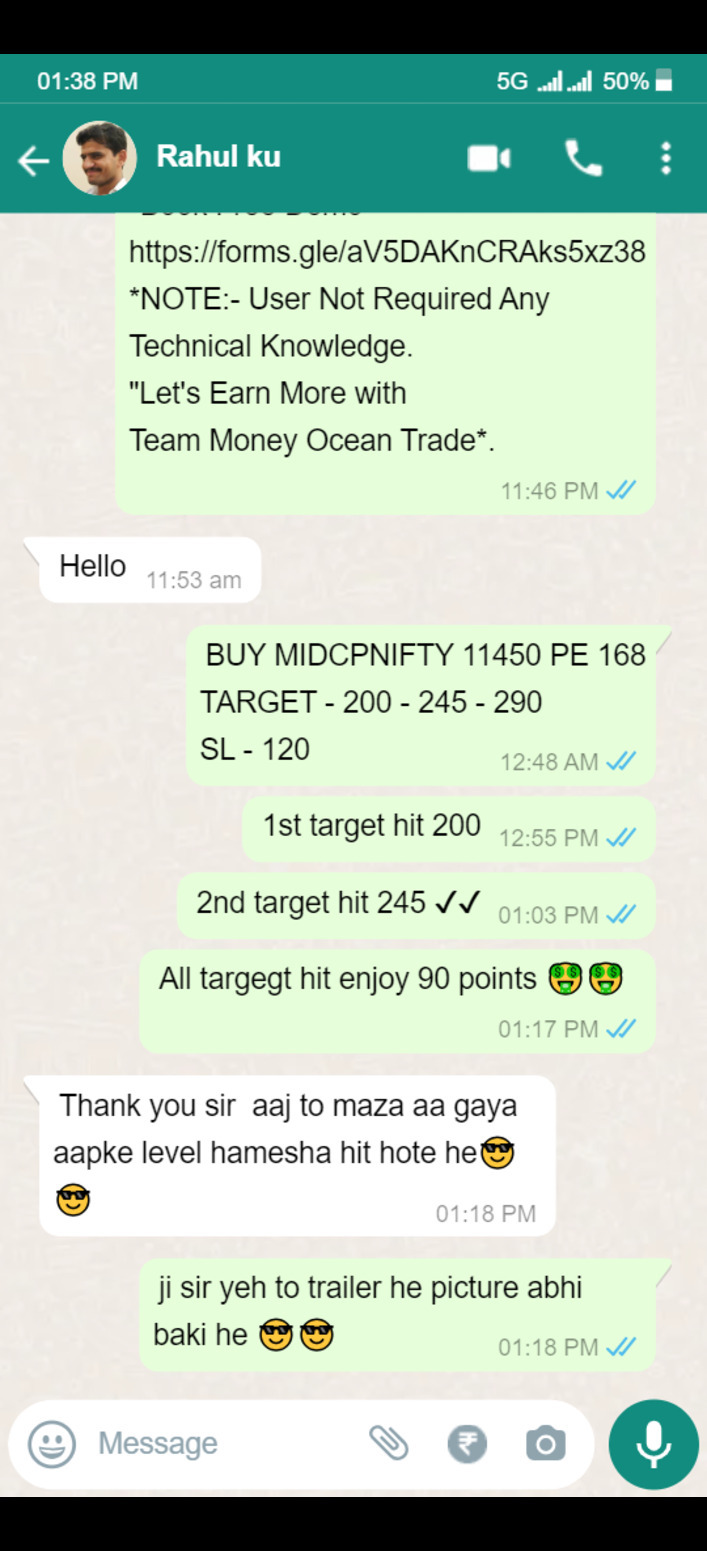 01:38 PM 5G 50%
Rahul ku
https://forms.gle/aV5DAKnCRAks5xz38
*NOTE:- User Not Required Any
Technical Knowledge.
"Let's Earn More with
Team Money Ocean Trade*.
11:46 PM
Hello 11:53 am
BUY MIDCPNIFTY 11450 PE 168
TARGET - 200 - 245 - 290
SL - 120 12:48 AM
1st target hit 200 12:55 PM
2nd target hit 245 ✓✓ 01:03 PM
All targegt hit enjoy 90 points 🤑🤑
01:17 PM
Thank you sir aaj to maza aa gaya
aapke level hamesha hit hote he😎
😎 01:18 PM
ji sir yeh to trailer he picture abhi
baki he 😎😎 01:18 PM
Message